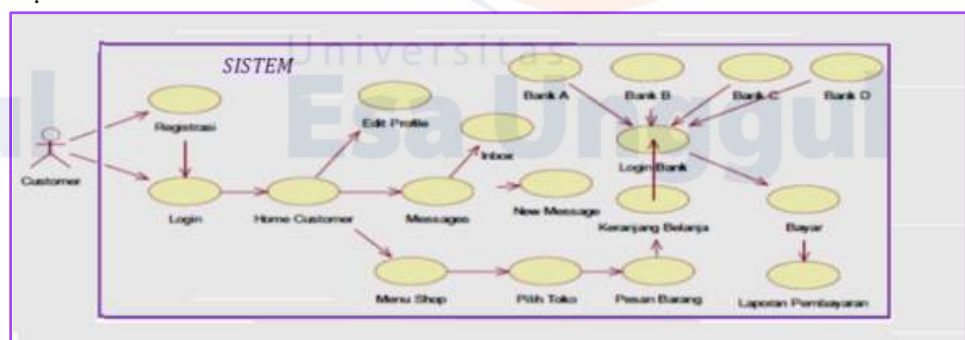 Universitas
Esa Unggul
SISTEM
Bank A
Bank B
Bank C
Bank D
Registrasi
Edit Profile
Inbox
Login Bank
Customer
Login
Home Customer
Messages
New Message
Keranjang Belanja
Bayar
Menu Shop
Pilih Toko
Pesan Barang
Laporan Pembayaran